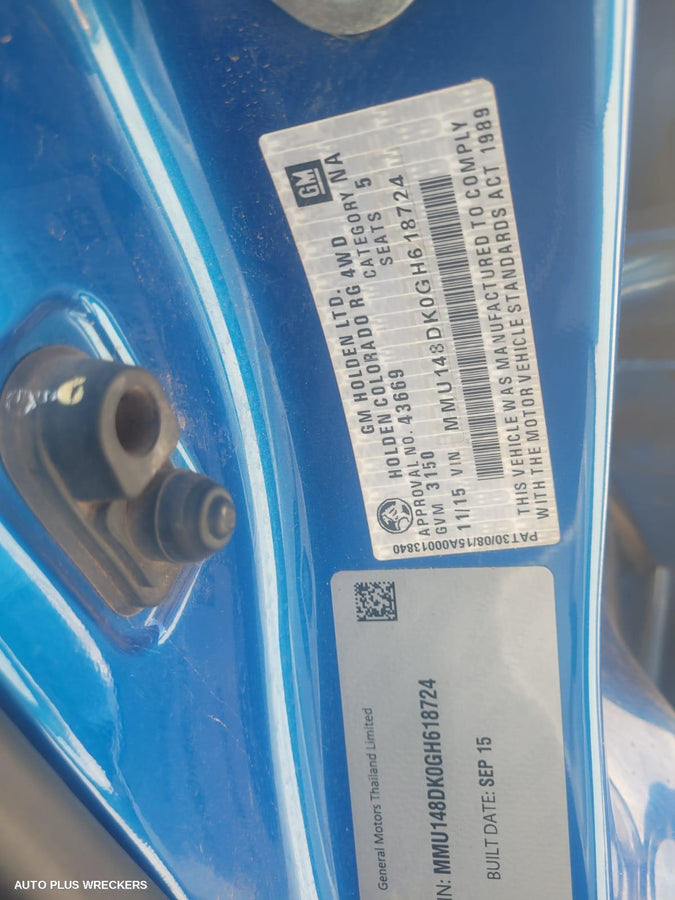 GM
GM HOLDEN LTD.
HOLDEN COLORADO RG 4WD
APPROVAL NO. 43669 CATEGORY NA
GVM 3150 SEATS 5
11/15 VIN MMU148DK0GH618724
THIS VEHICLE WAS MANUFACTURED TO COMPLY
WITH THE MOTOR VEHICLE STANDARDS ACT 1989
PAT30/08/15A00013840
General Motors Thailand Limited
IN: MMU148DK0GH618724
BUILT DATE: SEP 15
AUTO PLUS WRECKERS